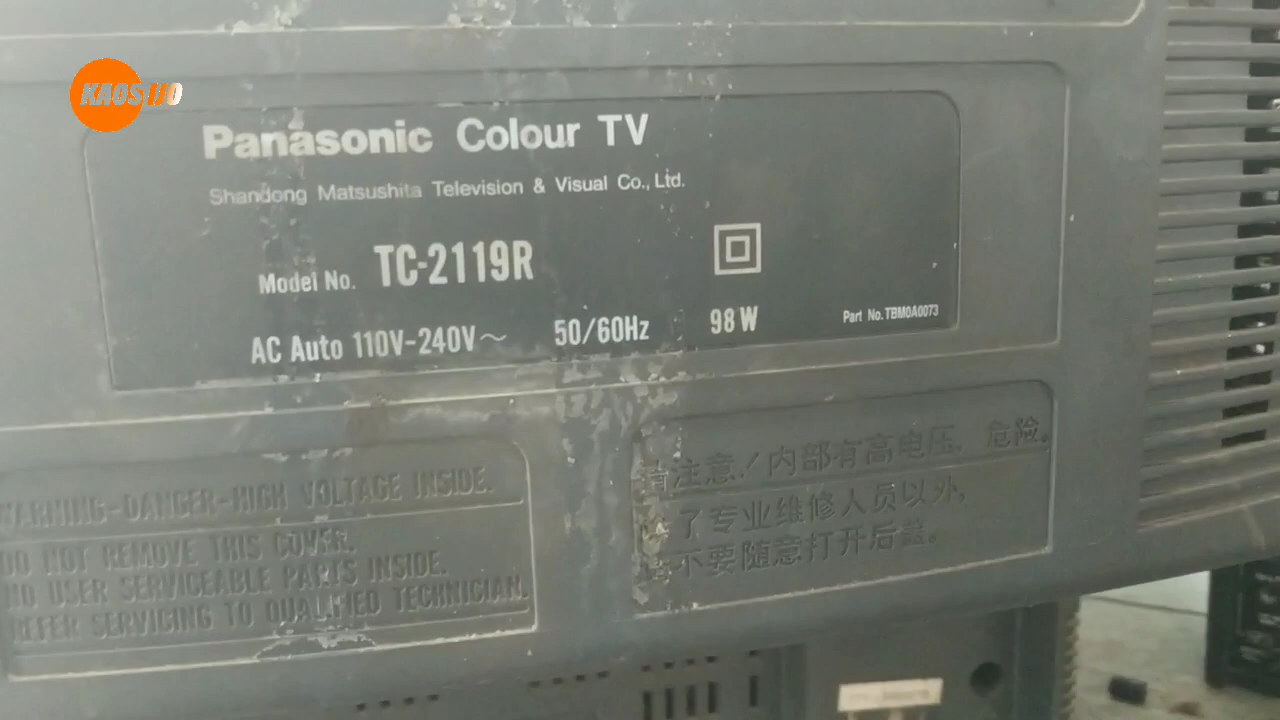 KAOS
Panasonic Colour TV
Shandong Matsushita Television & Visual Co., Ltd.
Model No. TC-2119R
AC Auto 110V-240V~ 50/60Hz 98W
Part No. TBM0A0073
WARNING-DANGER-HIGH VOLTAGE INSIDE.
DO NOT REMOVE THIS COVER.
NO USER SERVICEABLE PARTS INSIDE.
REFER SERVICING TO QUALIFIED TECHNICIAN.
请注意！内部有高电压、危险。
除了专业维修人员以外，
请不要随意打开后盖。